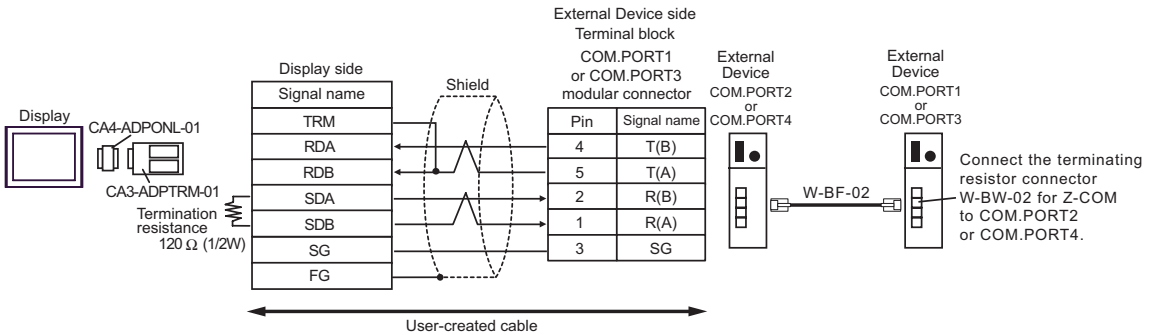 External Device side
Terminal block
COM.PORT1
or COM.PORT3
modular connector
Display side
Signal name
Shield
TRM
RDA
RDB
SDA
SDB
SG
FG
Pin
Signal name
4
T(B)
5
T(A)
2
R(B)
1
R(A)
3
SG
Display
CA4-ADPONL-01
CA3-ADPTRM-01
Termination
resistance
120 Ω (1/2W)
User-created cable
External
Device
COM.PORT2
or
COM.PORT4
W-BF-02
External
Device
COM.PORT1
or
COM.PORT3
Connect the terminating
resistor connector
W-BW-02 for Z-COM
to COM.PORT2
or COM.PORT4.